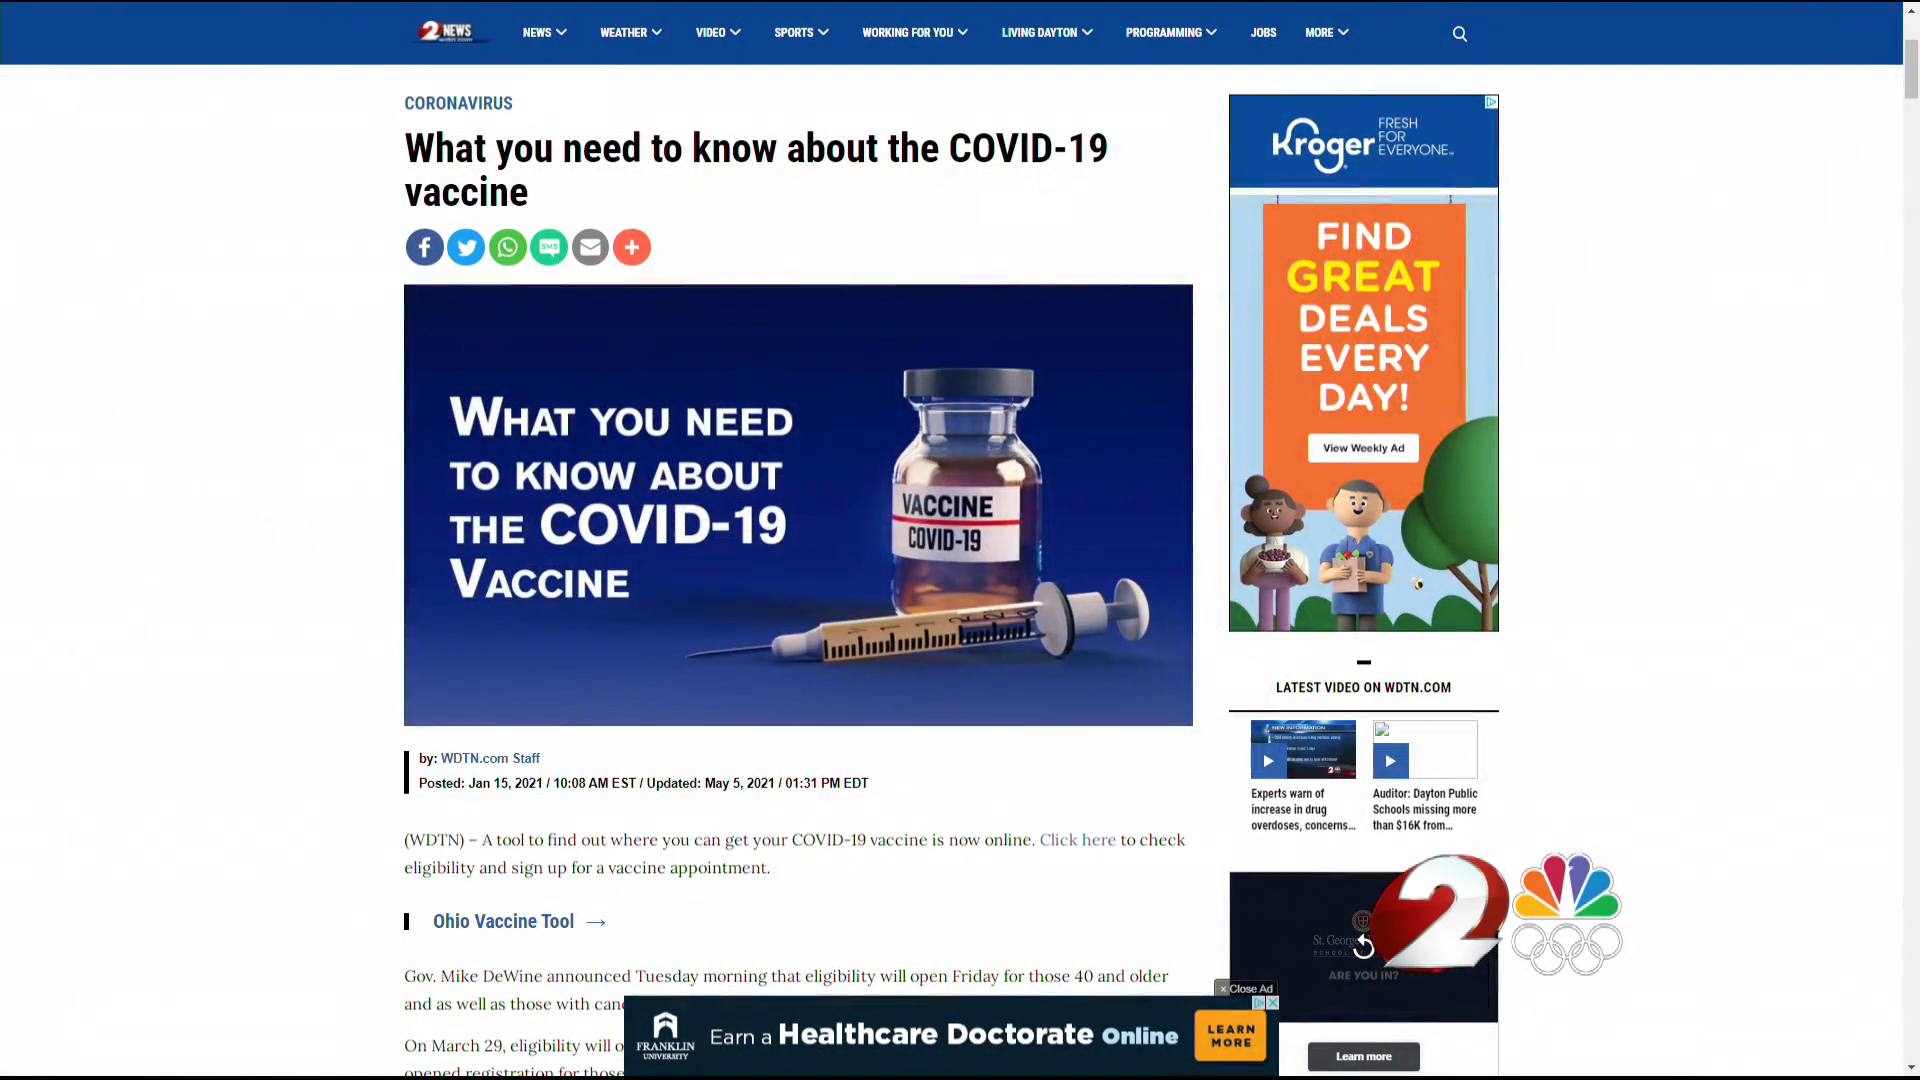 2 NEWS
NEWS
WEATHER
VIDEO
SPORTS
WORKING FOR YOU
LIVING DAYTON
PROGRAMMING
JOBS
MORE
CORONAVIRUS
What you need to know about the COVID-19
vaccine
SMS
WHAT YOU NEED
TO KNOW ABOUT
THE COVID-19
VACCINE
VACCINE
COVID-19
by: WDTN.com Staff
Posted: Jan 15, 2021 / 10:08 AM EST / Updated: May 5, 2021 / 01:31 PM EDT
(WDTN) – A tool to find out where you can get your COVID-19 vaccine is now online. Click here to check
eligibility and sign up for a vaccine appointment.
Ohio Vaccine Tool →
Gov. Mike DeWine announced Tuesday morning that eligibility will open Friday for those 40 and older
and as well as those with canc
On March 29, eligibility will o
opened registration for those
Kroger
FRESH
FOR
EVERYONE™
FIND
GREAT
DEALS
EVERY
DAY!
View Weekly Ad
LATEST VIDEO ON WDTN.COM
NEW INFORMATION
Experts warn of
increase in drug
overdoses, concerns...
Auditor: Dayton Public
Schools missing more
than $16K from...
St. George
SCHOOL OF
ARE YOU IN?
2
Learn more
× Close Ad
FRANKLIN
UNIVERSITY
Earn a Healthcare Doctorate Online
LEARN
MORE